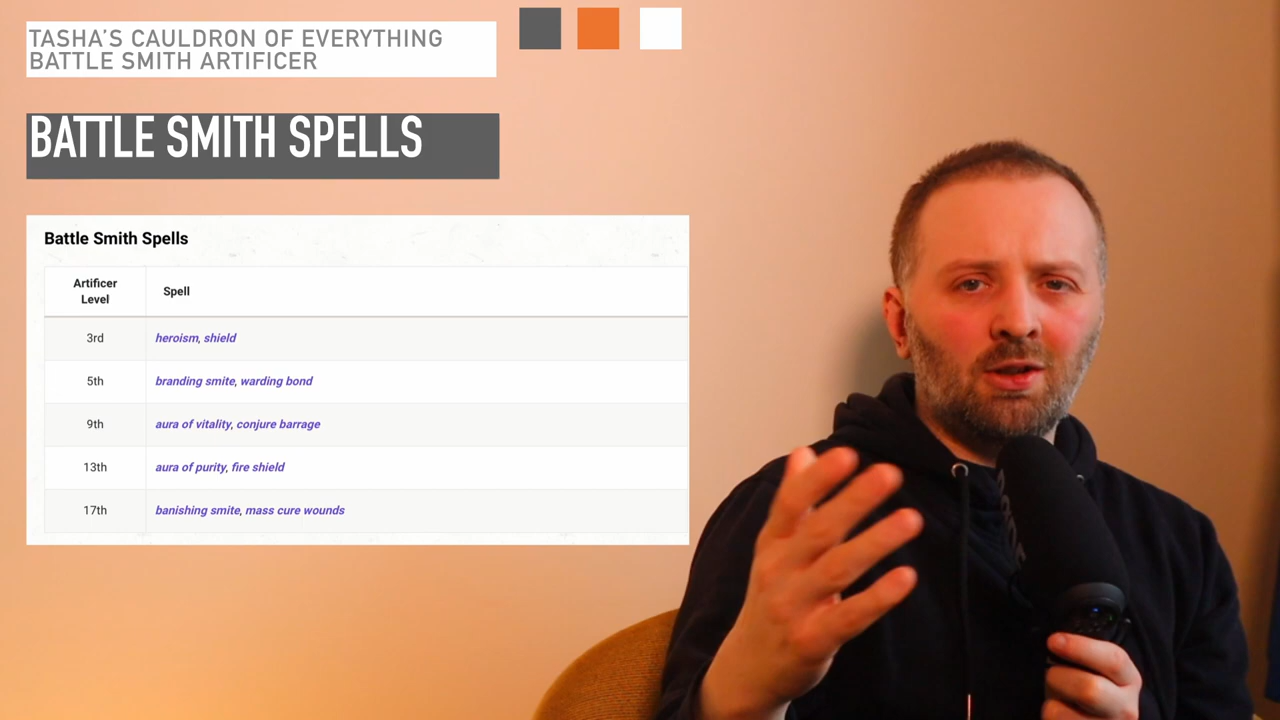 TASHA'S CAULDRON OF EVERYTHING
BATTLE SMITH ARTIFICER
BATTLE SMITH SPELLS
Battle Smith Spells
Artificer
Level
Spell
3rd
heroism, shield
5th
branding smite, warding bond
9th
aura of vitality, conjure barrage
13th
aura of purity, fire shield
17th
banishing smite, mass cure wounds